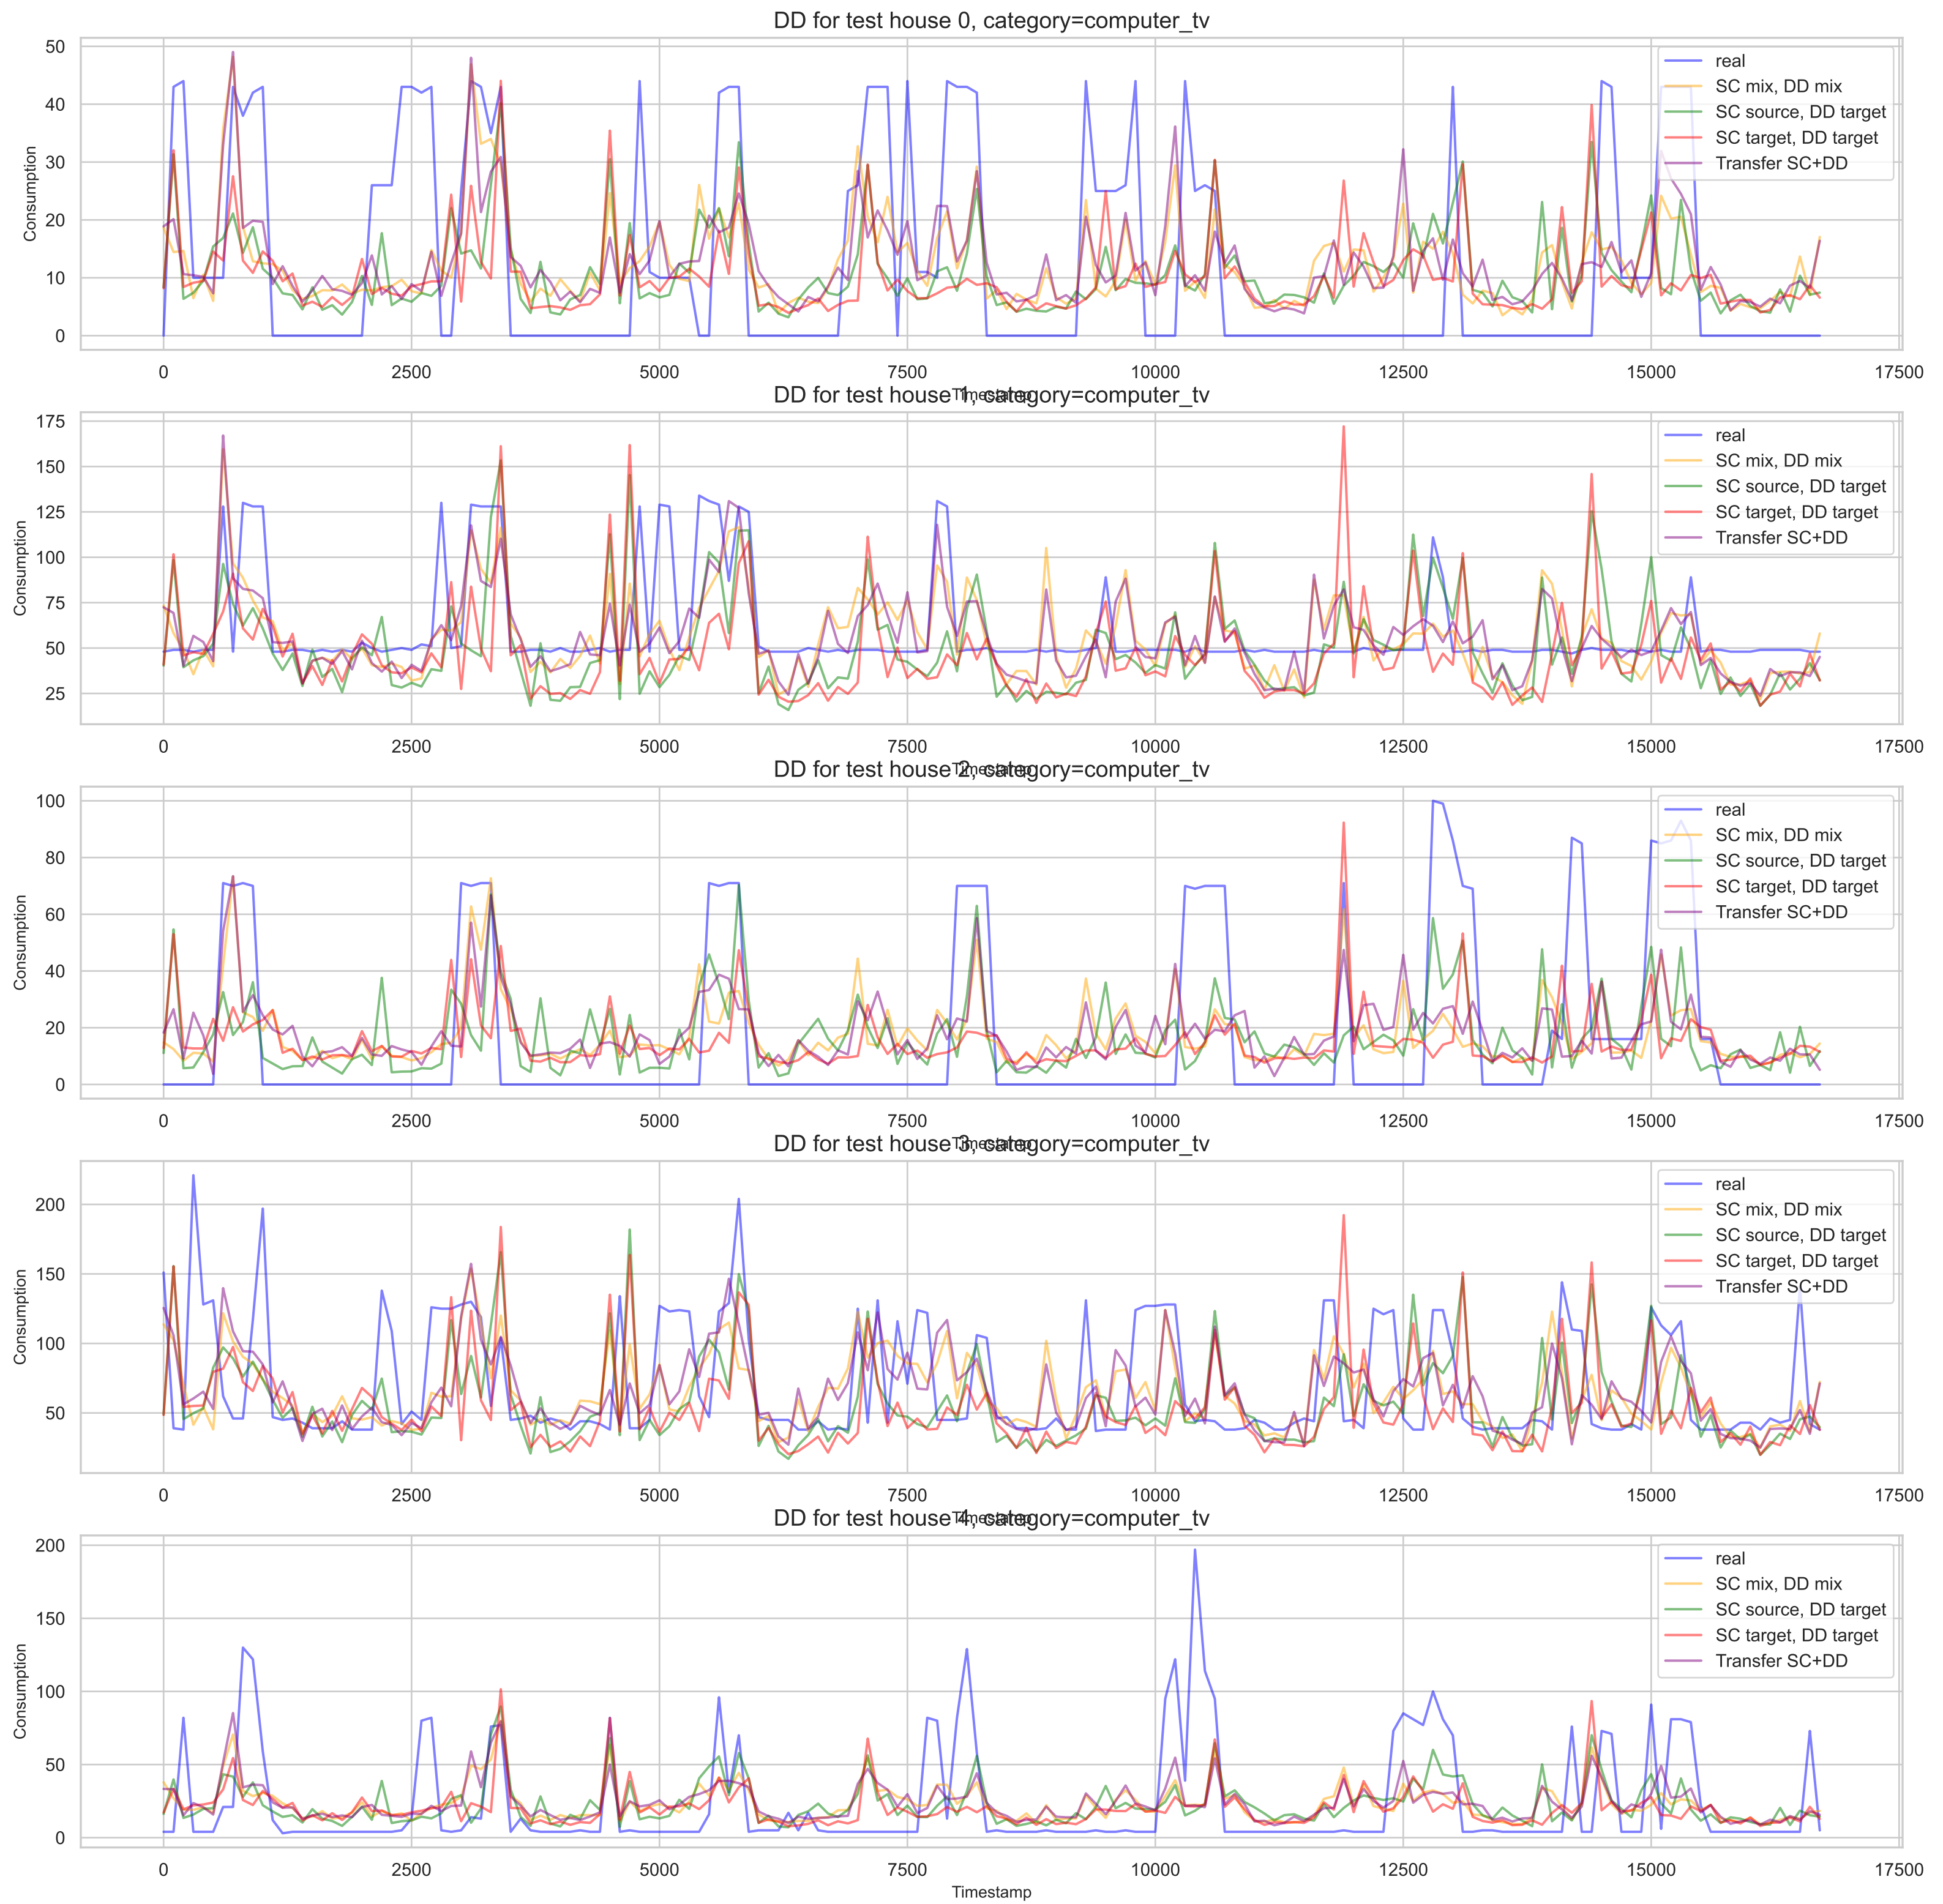 DD for test house 0, category=computer_tv
50
40
30
20
10
0
Consumption
real
SC mix, DD mix
SC source, DD target
SC target, DD target
Transfer SC+DD
0 2500 5000 7500 10000 12500 15000 17500
Timestamp
DD for test house 1, category=computer_tv
175
150
125
100
75
50
25
Consumption
real
SC mix, DD mix
SC source, DD target
SC target, DD target
Transfer SC+DD
0 2500 5000 7500 10000 12500 15000 17500
Timestamp
DD for test house 2, category=computer_tv
100
80
60
40
20
0
Consumption
real
SC mix, DD mix
SC source, DD target
SC target, DD target
Transfer SC+DD
0 2500 5000 7500 10000 12500 15000 17500
Timestamp
DD for test house 3, category=computer_tv
200
150
100
50
Consumption
real
SC mix, DD mix
SC source, DD target
SC target, DD target
Transfer SC+DD
0 2500 5000 7500 10000 12500 15000 17500
Timestamp
DD for test house 4, category=computer_tv
200
150
100
50
0
Consumption
real
SC mix, DD mix
SC source, DD target
SC target, DD target
Transfer SC+DD
0 2500 5000 7500 10000 12500 15000 17500
Timestamp